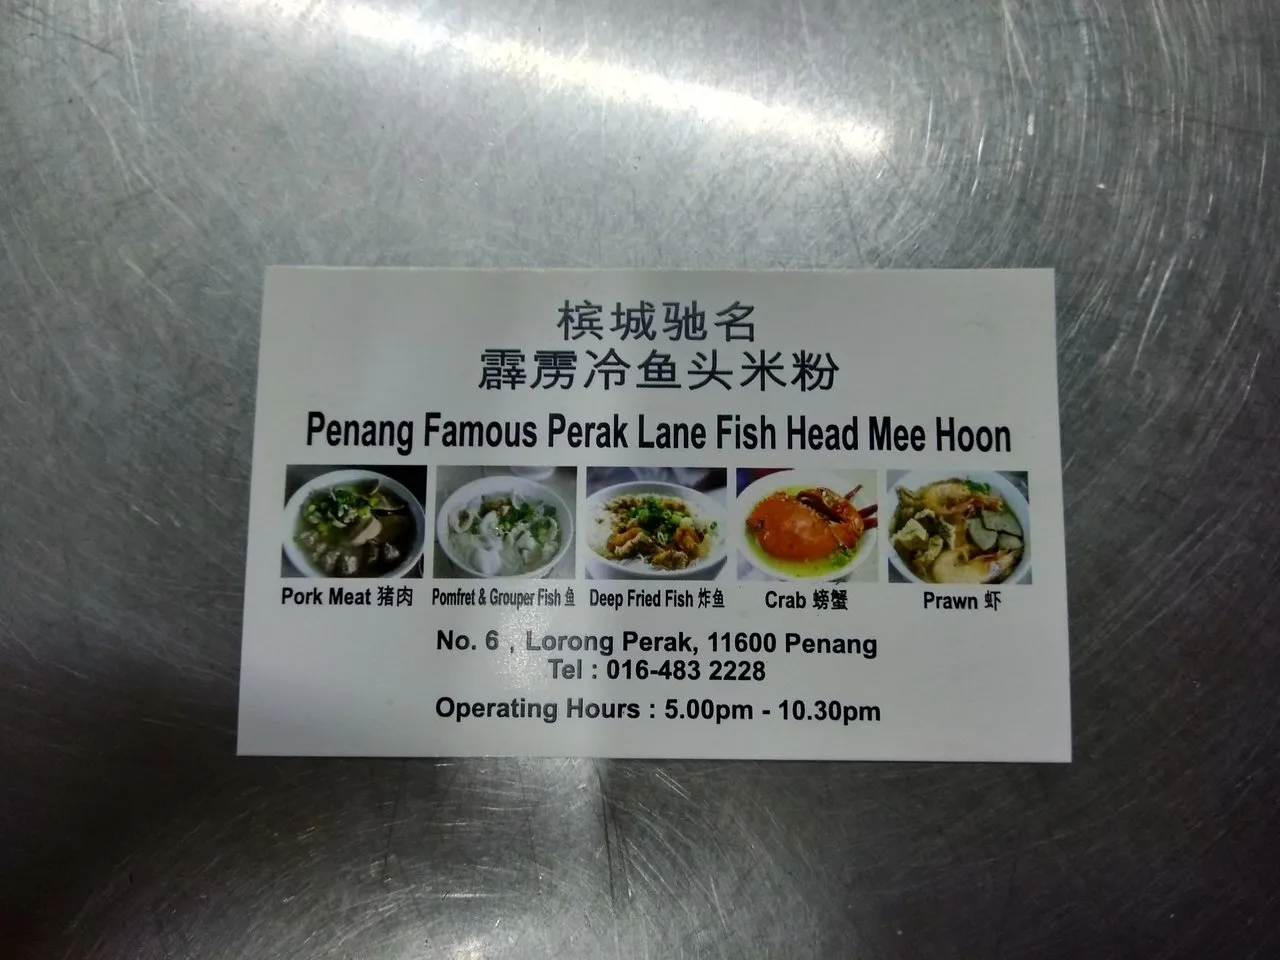 槟城驰名
霹雳冷鱼头米粉
Penang Famous Perak Lane Fish Head Mee Hoon
Pork Meat 猪肉
Pomfret & Grouper Fish 鱼
Deep Fried Fish 炸鱼
Crab 螃蟹
Prawn 虾
No. 6 , Lorong Perak, 11600 Penang
Tel : 016-483 2228
Operating Hours : 5.00pm - 10.30pm